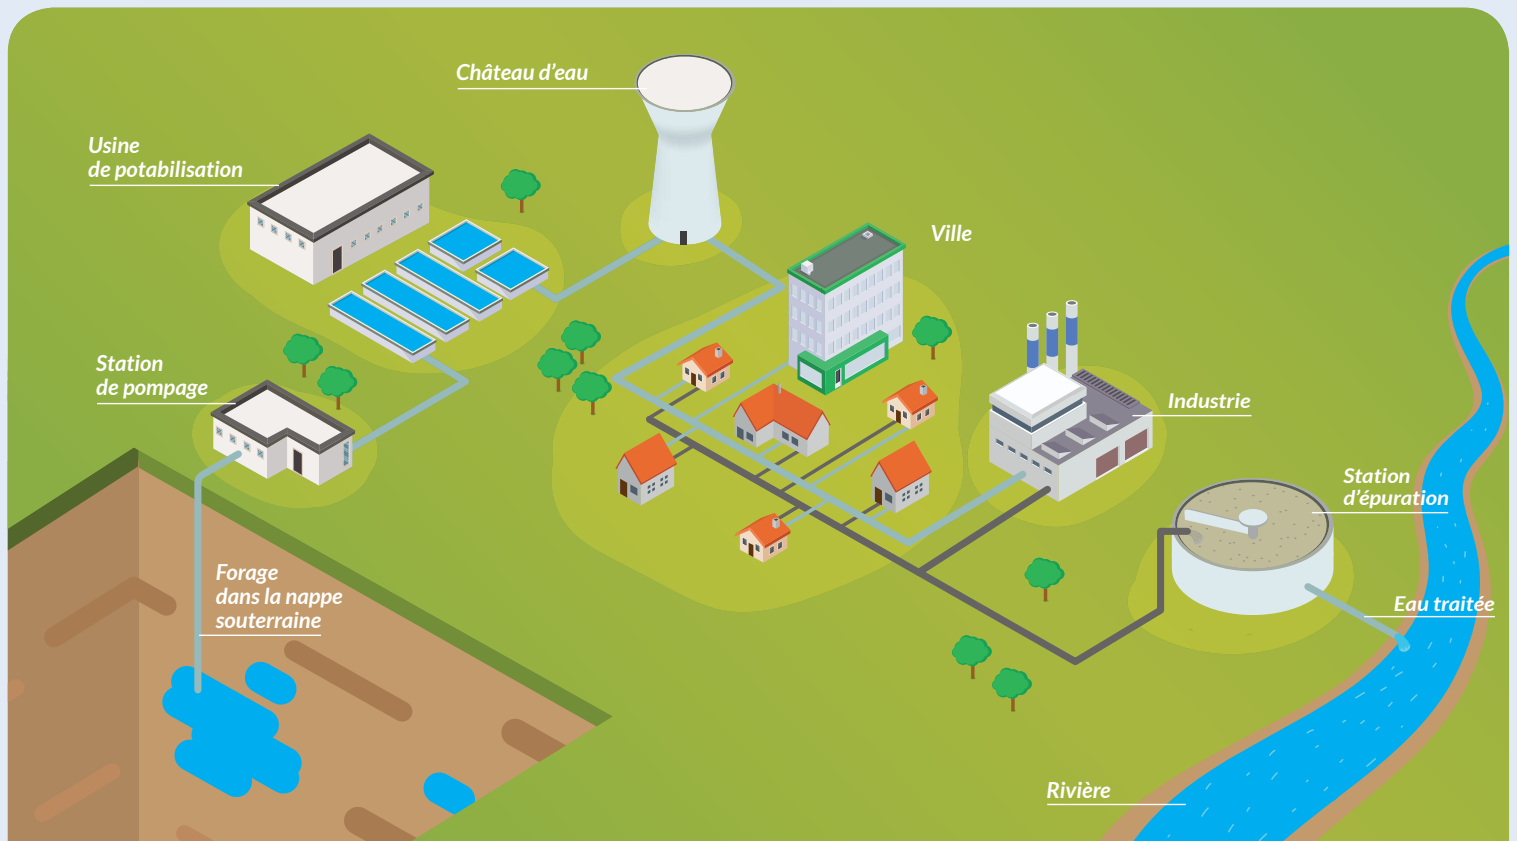 Château d'eau
Usine
de potabilisation
Ville
Station
de pompage
Industrie
Station
d'épuration
Forage
dans la nappe
souterraine
Eau traitée
Rivière